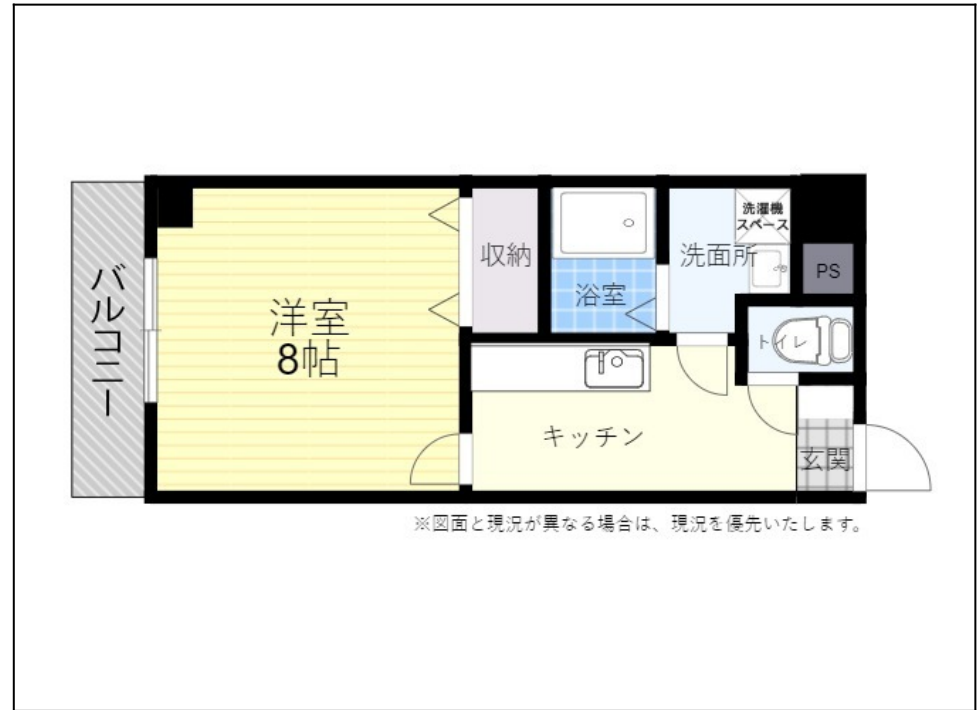 バルコニー
洋室
8帖
収納
浴室
洗面所
洗濯機
スペース
PS
トイレ
キッチン
玄関
※図面と現況が異なる場合は、現況を優先いたします。